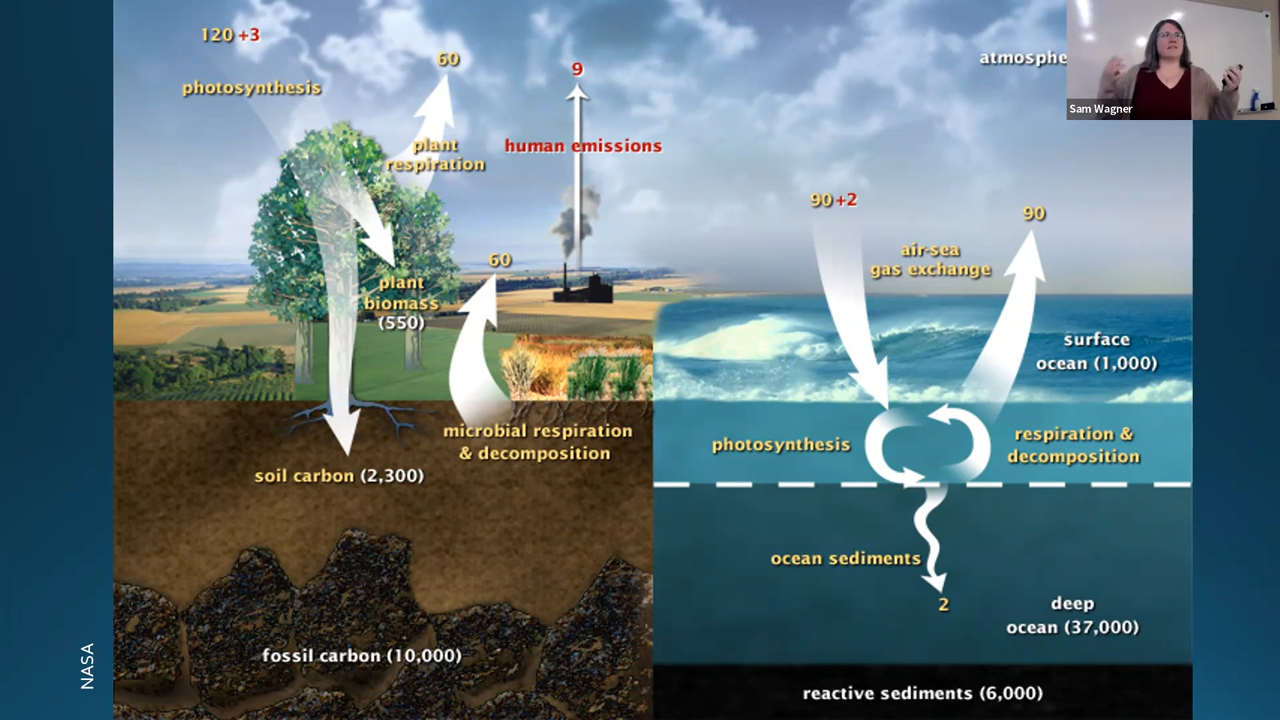 120 +3
photosynthesis
60
plant
respiration
9
human emissions
plant
biomass
(550)
60
microbial respiration
& decomposition
soil carbon (2,300)
fossil carbon (10,000)
atmosphe
Sam Wagner
90 +2
90
air-sea
gas exchange
surface
ocean (1,000)
photosynthesis
respiration &
decomposition
ocean sediments
2
deep
ocean (37,000)
reactive sediments (6,000)
NASA